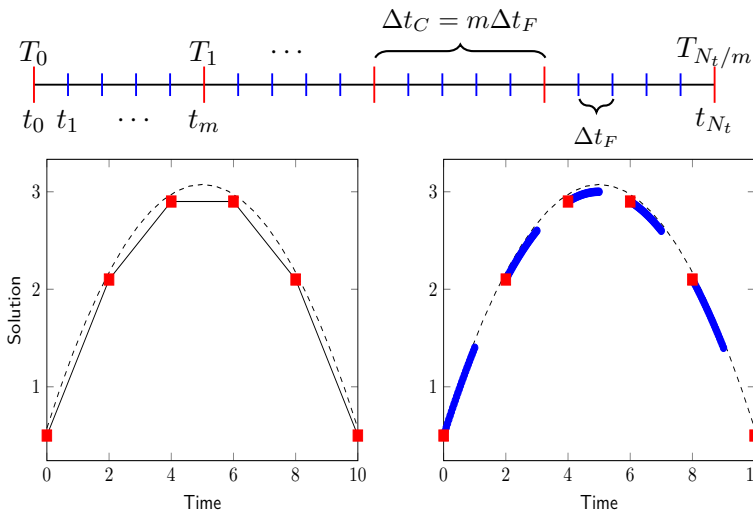 Δt_C = mΔt_F
T_0 T_1 ⋯ T_{N_t/m}
t_0 t_1 ⋯ t_m t_{N_t}
Δt_F
3
2
1
Solution
0 2 4 6 8 10
Time
3
2
1
0 2 4 6 8 1
Time